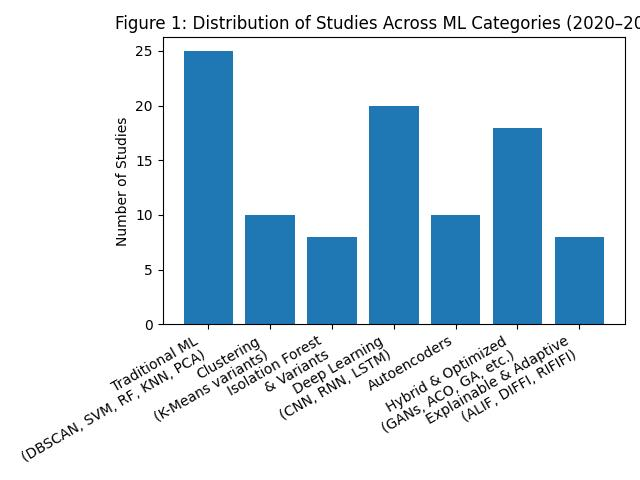 Figure 1: Distribution of Studies Across ML Categories (2020–20
Number of Studies
25
20
15
10
5
0
Traditional ML
(DBSCAN, SVM, RF, KNN, PCA)
Clustering
(K-Means variants)
Isolation Forest
& Variants
Deep Learning
(CNN, RNN, LSTM)
Autoencoders
Hybrid & Optimized
(GANs, ACO, GA, etc.)
Explainable & Adaptive
(ALIF, DIFFI, RIFIFI)